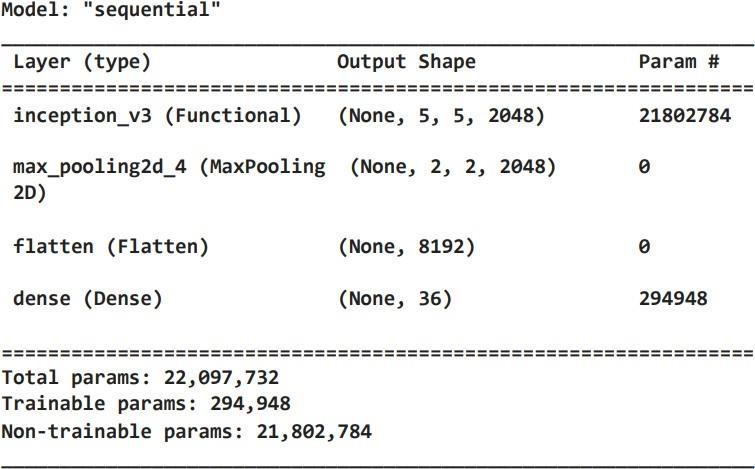 Model: "sequential"
Layer (type) Output Shape Param #
=================================================================
inception_v3 (Functional) (None, 5, 5, 2048) 21802784
max_pooling2d_4 (MaxPooling (None, 2, 2, 2048) 0
2D)
flatten (Flatten) (None, 8192) 0
dense (Dense) (None, 36) 294948
=================================================================
Total params: 22,097,732
Trainable params: 294,948
Non-trainable params: 21,802,784